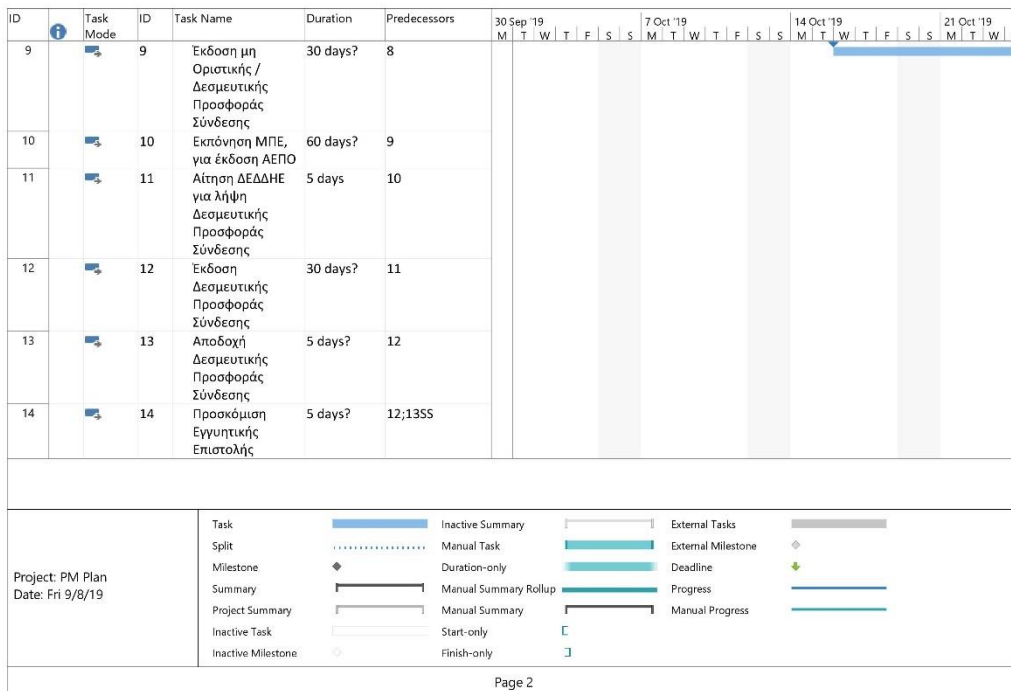 ID Task Mode ID Task Name Duration Predecessors 30 Sep '19 7 Oct '19 14 Oct '19 21 Oct '19
M T W T F S S M T W T F S S M T W T F S S M T W
9 9 Έκδοση μη 30 days? 8
Οριστικής /
Δεσμευτικής
Προσφοράς
Σύνδεσης
10 10 Εκπόνηση ΜΠΕ, 60 days? 9
για έκδοση ΑΕΠΟ
11 11 Αίτηση ΔΕΔΔΗΕ 5 days 10
για λήψη
Δεσμευτικής
Προσφοράς
Σύνδεσης
12 12 Έκδοση 30 days? 11
Δεσμευτικής
Προσφοράς
Σύνδεσης
13 13 Αποδοχή 5 days? 12
Δεσμευτικής
Προσφοράς
Σύνδεσης
14 14 Προσκόμιση 5 days? 12;13SS
Εγγυητικής
Επιστολής
Project: PM Plan
Date: Fri 9/8/19
Task Inactive Summary External Tasks
Split Manual Task External Milestone
Milestone Duration-only Deadline
Summary Manual Summary Rollup Progress
Project Summary Manual Summary Manual Progress
Inactive Task Start-only
Inactive Milestone Finish-only
Page 2